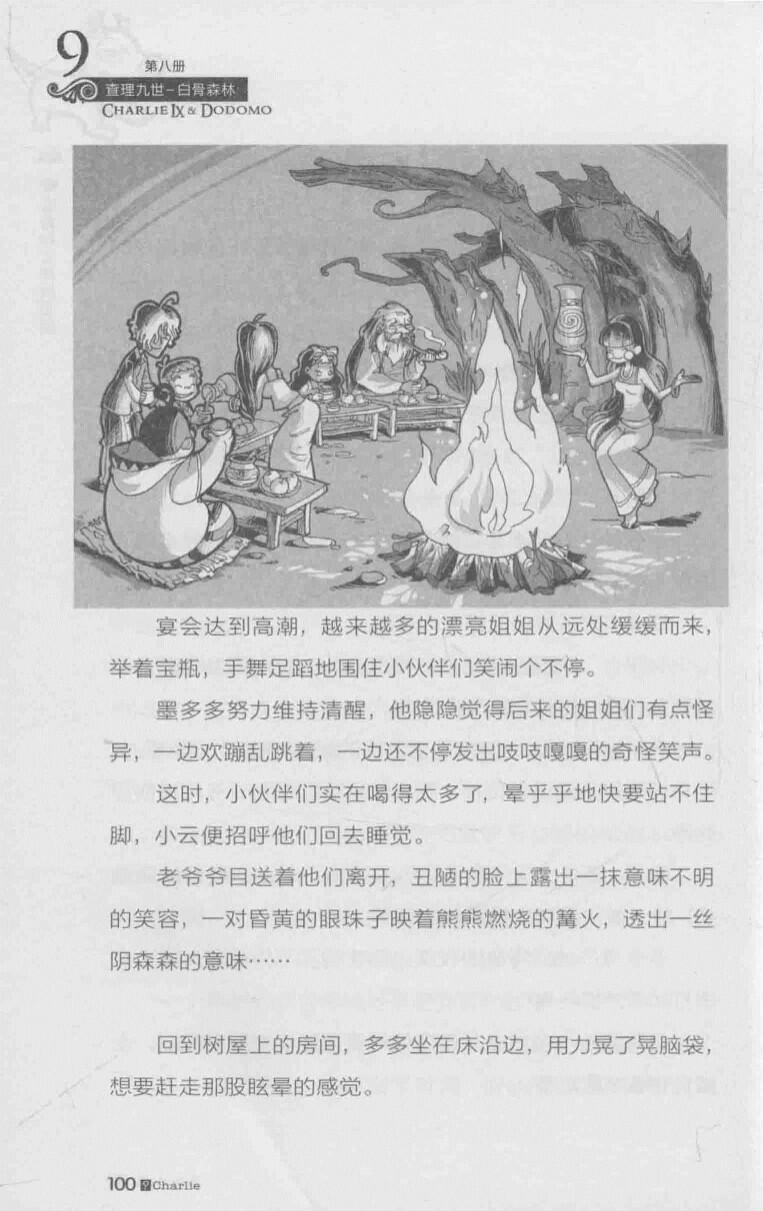 9
第八册
查理九世-白骨森林
CHARLIE IX & DODOMO
宴会达到高潮，越来越多的漂亮姐姐从远处缓缓而来，
举着宝瓶，手舞足蹈地围住小伙伴们笑闹个不停。
墨多多努力维持清醒，他隐隐觉得后来的姐姐们有点怪
异，一边欢蹦乱跳着，一边还不停发出吱吱嘎嘎的奇怪笑声。
这时，小伙伴们实在喝得太多了，晕乎乎地快要站不住
脚，小云便招呼他们回去睡觉。
老爷爷目送着他们离开，丑陋的脸上露出一抹意味不明
的笑容，一对昏黄的眼珠子映着熊熊燃烧的篝火，透出一丝
阴森森的意味……
回到树屋上的房间，多多坐在床沿边，用力晃了晃脑袋，
想要赶走那股眩晕的感觉。
100 9 Charlie